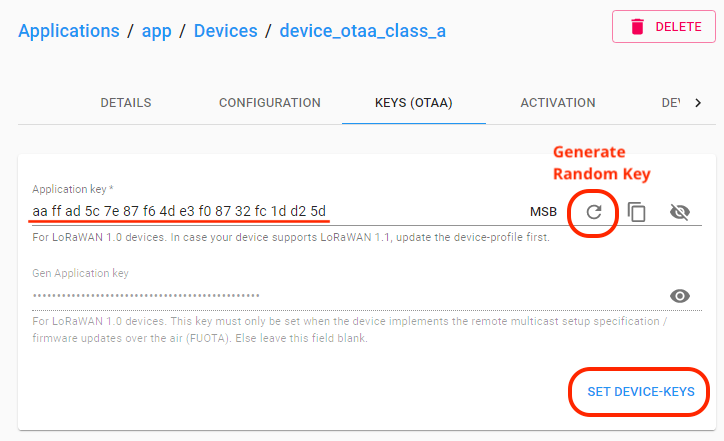 Applications / app / Devices / device_otaa_class_a
DELETE
DETAILS CONFIGURATION KEYS (OTAA) ACTIVATION DEV
Generate
Random Key
Application key *
aa ff ad 5c 7e 87 f6 4d e3 f0 87 32 fc 1d d2 5d
MSB
For LoRaWAN 1.0 devices. In case your device supports LoRaWAN 1.1, update the device-profile first.
Gen Application key
••••••••••••••••••••••••••••••••••••••••••••••••
For LoRaWAN 1.0 devices. This key must only be set when the device implements the remote multicast setup specification /
firmware updates over the air (FUOTA). Else leave this field blank.
SET DEVICE-KEYS